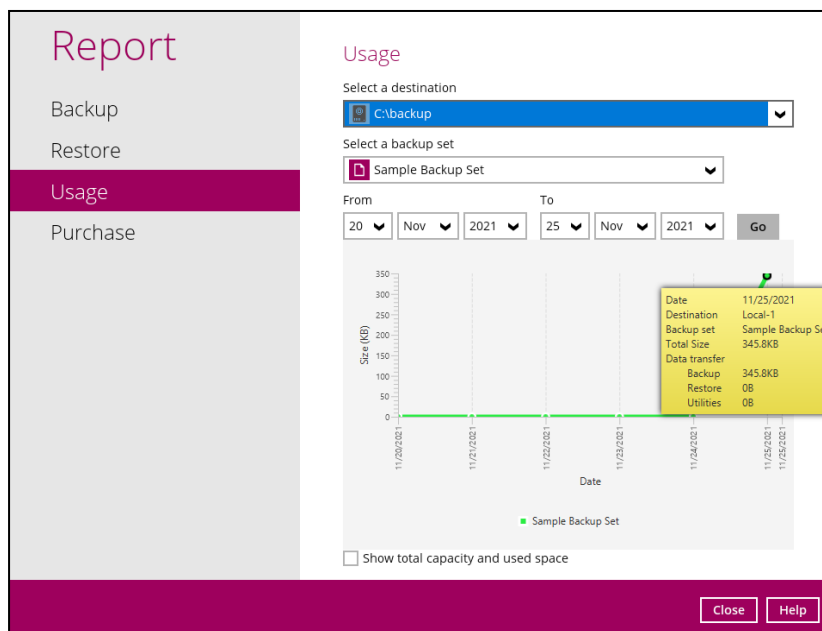 Report
Backup
Restore
Usage
Purchase
Usage
Select a destination
C:\backup
Select a backup set
Sample Backup Set
From To
20 Nov 2021 25 Nov 2021 Go
350
300
250
200
150
100
50
0
Size (KB)
11/20/2021 11/21/2021 11/22/2021 11/23/2021 11/24/2021 11/25/2021 11/25/2021
Date
Sample Backup Set
Date 11/25/2021
Destination Local-1
Backup set Sample Backup Se
Total Size 345.8KB
Data transfer
Backup 345.8KB
Restore 0B
Utilities 0B
Show total capacity and used space
Close Help